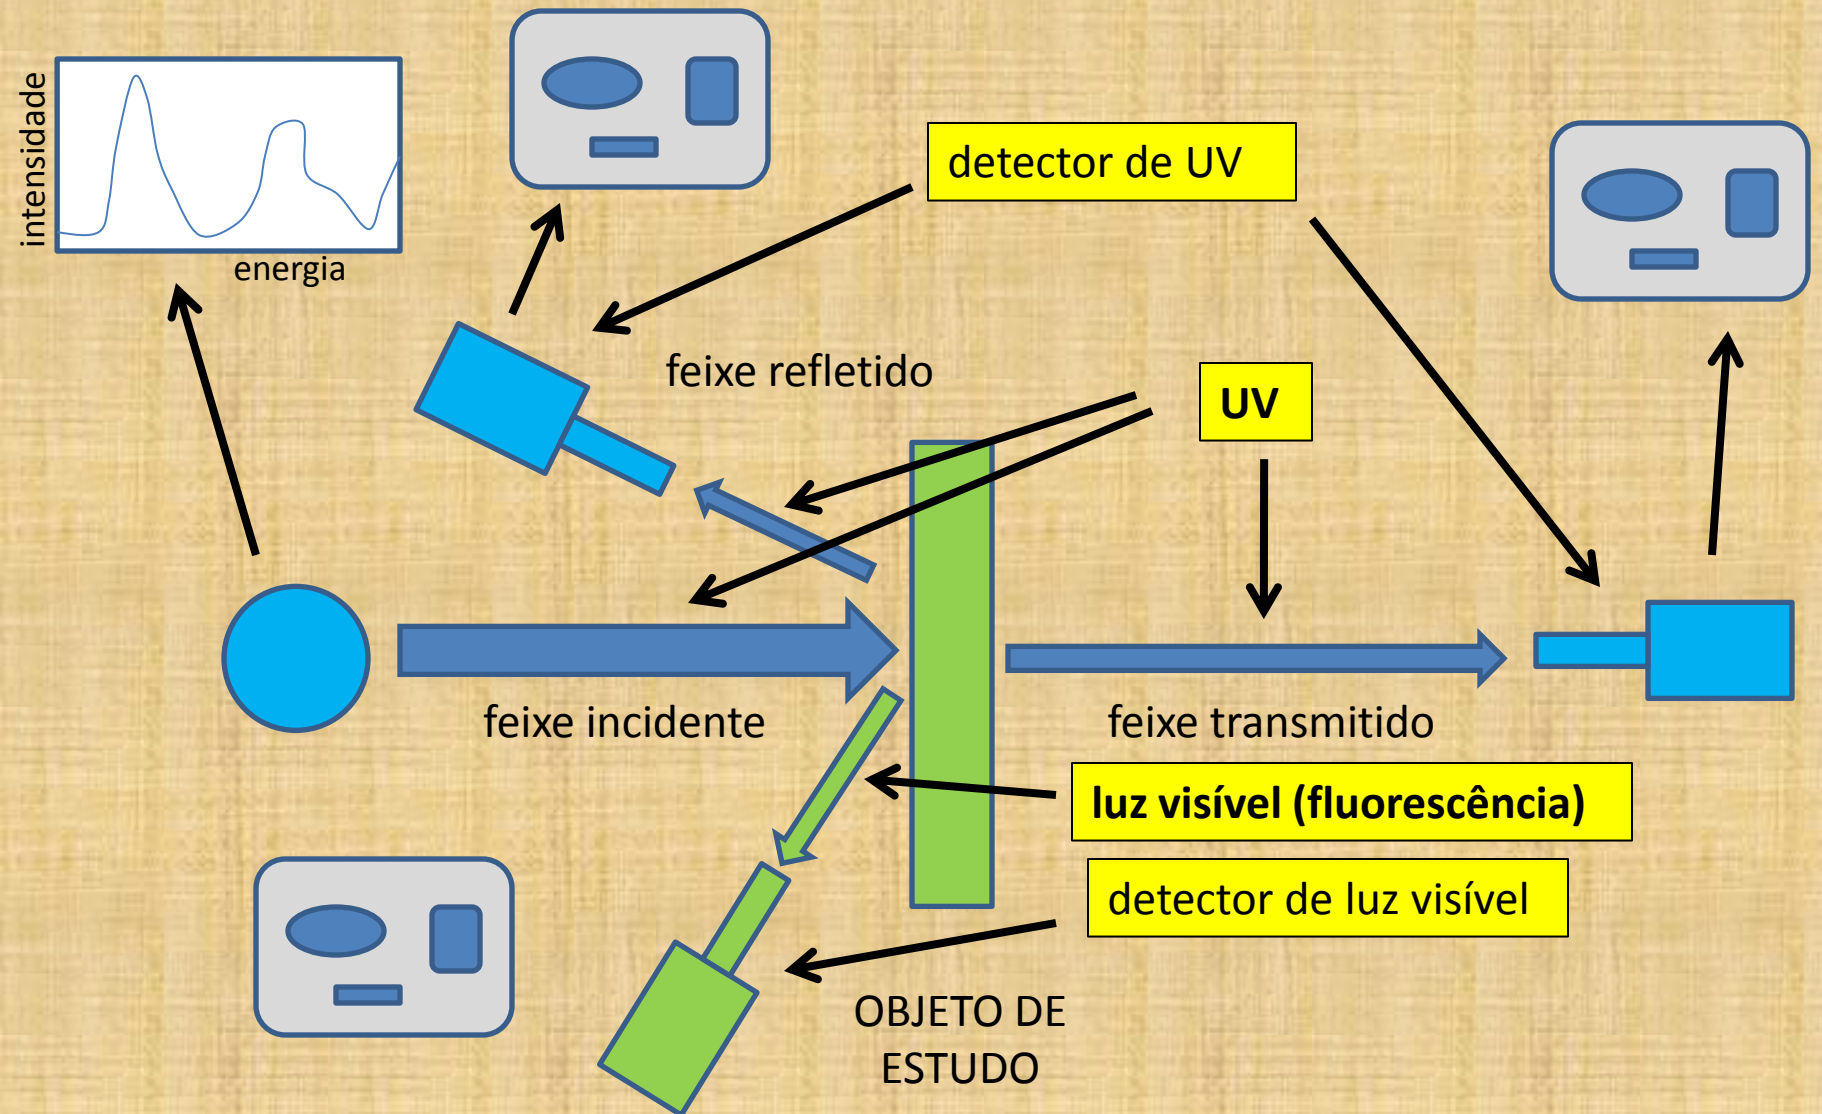 intensidade
energia
detector de UV
feixe refletido
UV
feixe incidente
feixe transmitido
luz visível (fluorescência)
detector de luz visível
OBJETO DE
ESTUDO